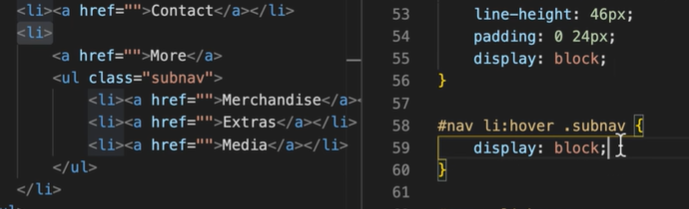 <li><a href="">Contact</a></li>
<li>
<a href="">More</a>
<ul class="subnav">
<li><a href="">Merchandise</a>
<li><a href="">Extras</a></li>
<li><a href="">Media</a></li>
</ul>
</li>
53 line-height: 46px;
54 padding: 0 24px;
55 display: block;
56 }
57
58 #nav li:hover .subnav {
59 display: block;
60 }
61